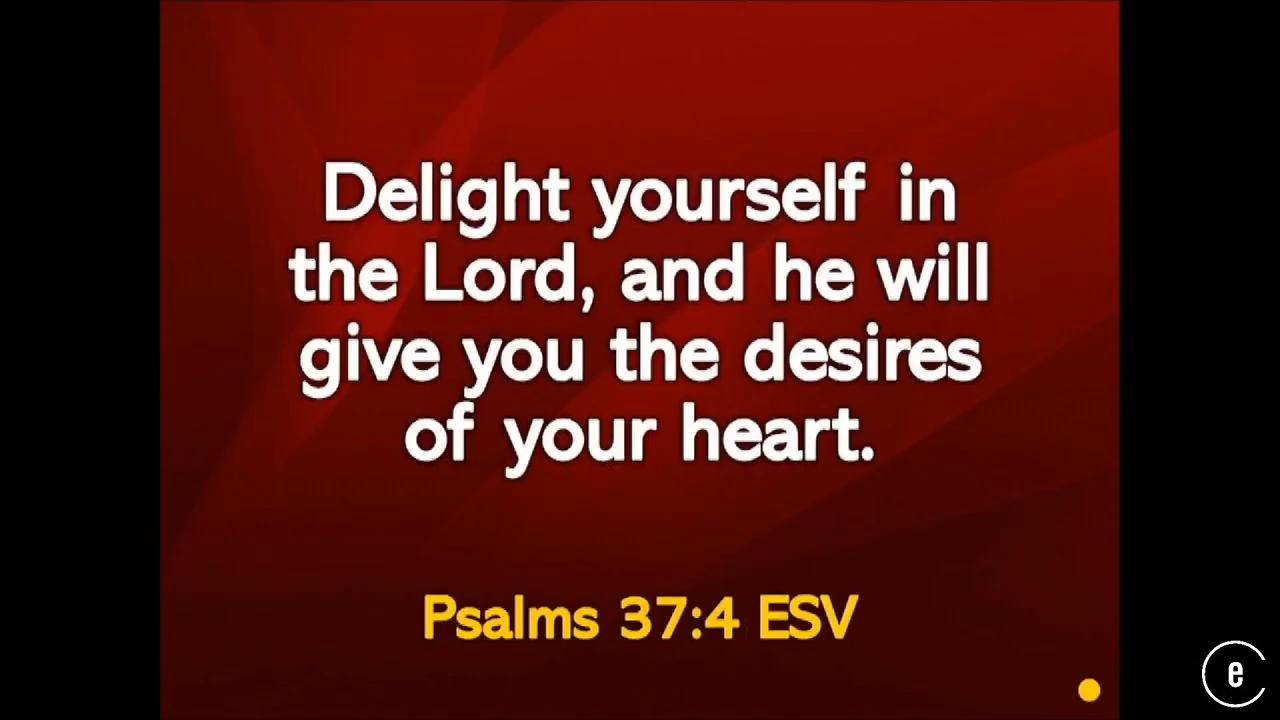 Delight yourself in
the Lord, and he will
give you the desires
of your heart.
Psalms 37:4 ESV
e